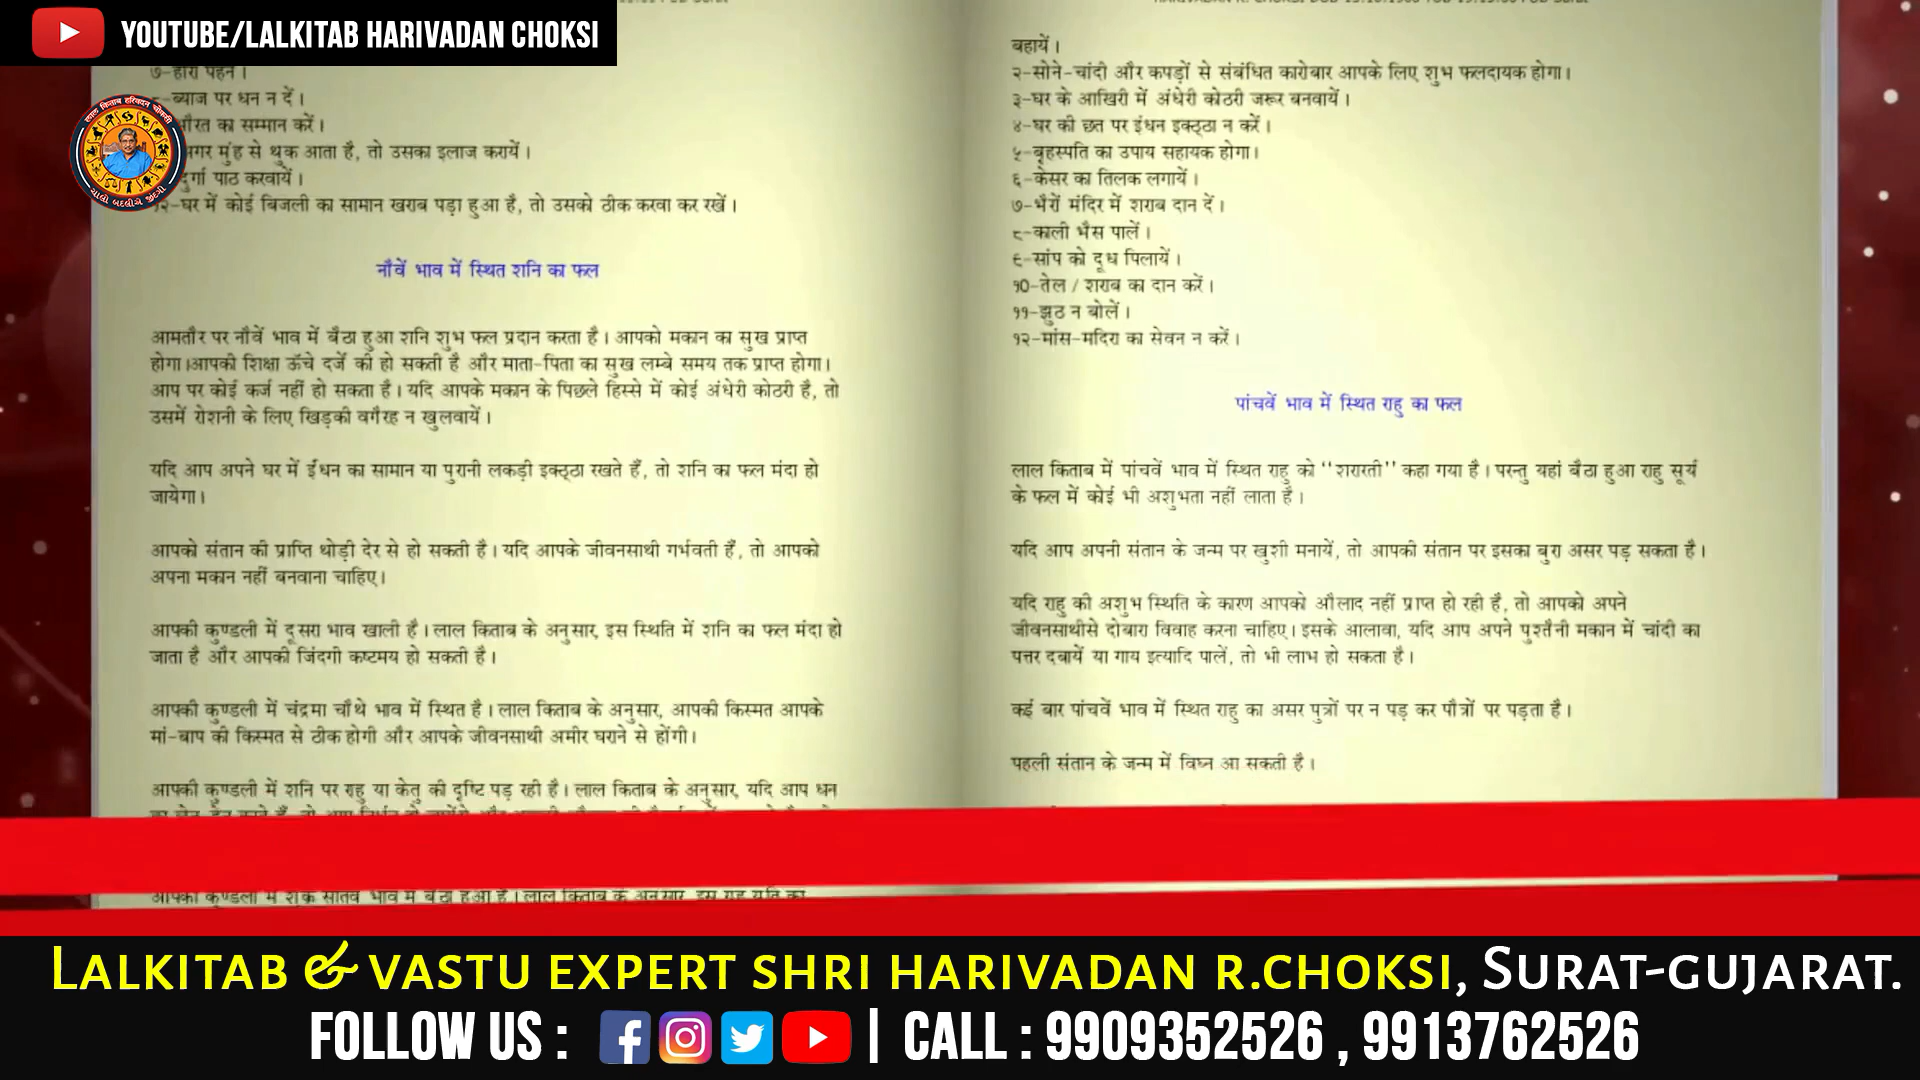 YOUTUBE/LALKITAB HARIVADAN CHOKSI
७-हीरा पहनें।
-ब्याज पर धन न दें।
औरत का सम्मान करें।
अगर मुंह से थुक आता है, तो उसका इलाज करायें।
दुर्गा पाठ करवायें।
१२-घर में कोई बिजली का सामान खराब पड़ा हुआ है, तो उसको ठीक करवा कर रखें।
नौवें भाव में स्थित शनि का फल
आमतौर पर नौवें भाव में बैठा हुआ शनि शुभ फल प्रदान करता है। आपको मकान का सुख प्राप्त
होगा।आपकी शिक्षा ऊँचे दर्जे की हो सकती है और माता-पिता का सुख लम्बे समय तक प्राप्त होगा।
आप पर कोई कर्ज नहीं हो सकता है। यदि आपके मकान के पिछले हिस्से में कोई अंधेरी कोठरी है, तो
उसमें रोशनी के लिए खिड़की वगैरह न खुलवायें।
यदि आप अपने घर में ईंधन का सामान या पुरानी लकड़ी इक्ठ्ठा रखते हैं, तो शनि का फल मंदा हो
जायेगा।
आपको संतान की प्राप्ति थोड़ी देर से हो सकती है। यदि आपके जीवनसाथी गर्भवती हैं, तो आपको
अपना मकान नहीं बनवाना चाहिए।
आपकी कुण्डली में दूसरा भाव खाली है। लाल किताब के अनुसार, इस स्थिति में शनि का फल मंदा हो
जाता है और आपकी जिंदगी कष्टमय हो सकती है।
आपकी कुण्डली में चंद्रमा चौथे भाव में स्थित है। लाल किताब के अनुसार, आपकी किस्मत आपके
मां-बाप की किस्मत से ठीक होगी और आपके जीवनसाथी अमीर घराने से होंगी।
आपकी कुण्डली में शनि पर राहु या केतु की दृष्टि पड़ रही है। लाल किताब के अनुसार, यदि आप धन
आपकी कुण्डली में शुक्र सातवें भाव में बैठा हुआ है। लाल किताब के अनुसार, इस ग्रह युति का
बहायें।
२-सोने-चांदी और कपड़ों से संबंधित कारोबार आपके लिए शुभ फलदायक होगा।
३-घर के आखिरी में अंधेरी कोठरी जरूर बनवायें।
४-घर की छत पर इंधन इक्ठ्ठा न करें।
५-बृहस्पति का उपाय सहायक होगा।
६-केसर का तिलक लगायें।
७-भैरों मंदिर में शराब दान दें।
८-काली भैंस पालें।
९-सांप को दूध पिलायें।
१०-तेल / शराब का दान करें।
११-झुठ न बोलें।
१२-मांस-मदिरा का सेवन न करें।
पांचवें भाव में स्थित राहु का फल
लाल किताब में पांचवें भाव में स्थित राहु को ''शरारती'' कहा गया है। परन्तु यहां बैठा हुआ राहु सूर्य
के फल में कोई भी अशुभता नहीं लाता है।
यदि आप अपनी संतान के जन्म पर खुशी मनायें, तो आपकी संतान पर इसका बुरा असर पड़ सकता है।
यदि राहु की अशुभ स्थिति के कारण आपको औलाद नहीं प्राप्त हो रही है, तो आपको अपने
जीवनसाथीसे दोबारा विवाह करना चाहिए। इसके आलावा, यदि आप अपने पुश्तैनी मकान में चांदी का
पत्तर दबायें या गाय इत्यादि पालें, तो भी लाभ हो सकता है।
कई बार पांचवें भाव में स्थित राहु का असर पुत्रों पर न पड़ कर पौत्रों पर पड़ता है।
पहली संतान के जन्म में विघ्न आ सकती है।
LALKITAB & VASTU EXPERT SHRI HARIVADAN R.CHOKSI, SURAT-GUJARAT.
FOLLOW US : | CALL : 9909352526 , 9913762526